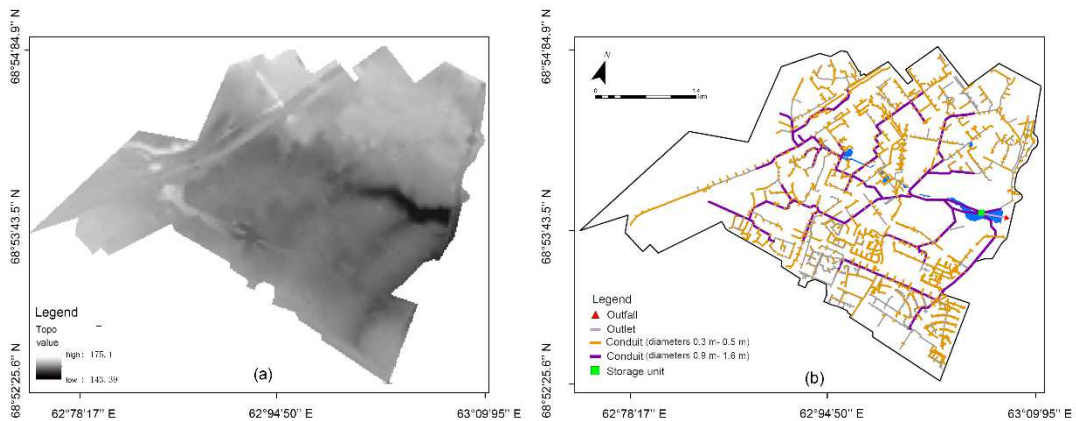 68°54'84.9'' N
68°53'43.5'' N
68°52'25.6'' N
Legend
Topo
value
high: 175.1
low : 143.39
(a)
62°78'17'' E
62°94'50'' E
63°09'95'' E
68°54'84.9'' N
68°53'43.5'' N
68°52'25.6'' N
N
0
1.4
km
Legend
Outfall
Outlet
Conduit (diameters 0.3 m- 0.5 m)
Conduit (diameters 0.9 m- 1.6 m)
Storage unit
(b)
62°78'17'' E
62°94'50'' E
63°09'95'' E